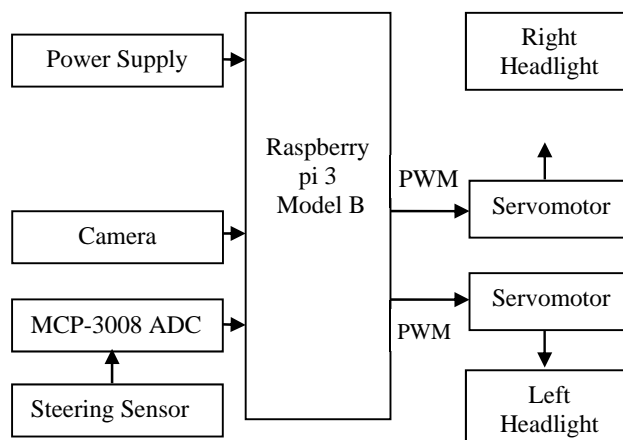 Power Supply
Camera
MCP-3008 ADC
Steering Sensor
Raspberry
pi 3
Model B
PWM
PWM
Right
Headlight
Servomotor
Servomotor
Left
Headlight